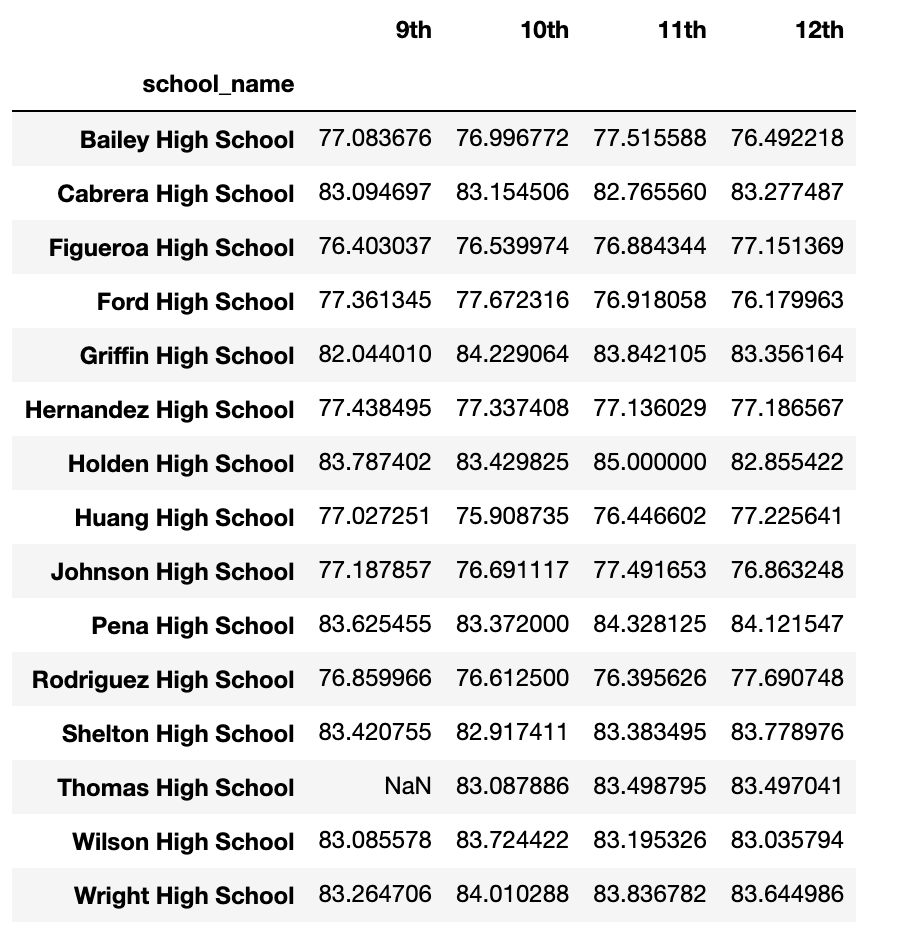 9th 10th 11th 12th
school_name
Bailey High School 77.083676 76.996772 77.515588 76.492218
Cabrera High School 83.094697 83.154506 82.765560 83.277487
Figueroa High School 76.403037 76.539974 76.884344 77.151369
Ford High School 77.361345 77.672316 76.918058 76.179963
Griffin High School 82.044010 84.229064 83.842105 83.356164
Hernandez High School 77.438495 77.337408 77.136029 77.186567
Holden High School 83.787402 83.429825 85.000000 82.855422
Huang High School 77.027251 75.908735 76.446602 77.225641
Johnson High School 77.187857 76.691117 77.491653 76.863248
Pena High School 83.625455 83.372000 84.328125 84.121547
Rodriguez High School 76.859966 76.612500 76.395626 77.690748
Shelton High School 83.420755 82.917411 83.383495 83.778976
Thomas High School NaN 83.087886 83.498795 83.497041
Wilson High School 83.085578 83.724422 83.195326 83.035794
Wright High School 83.264706 84.010288 83.836782 83.644986